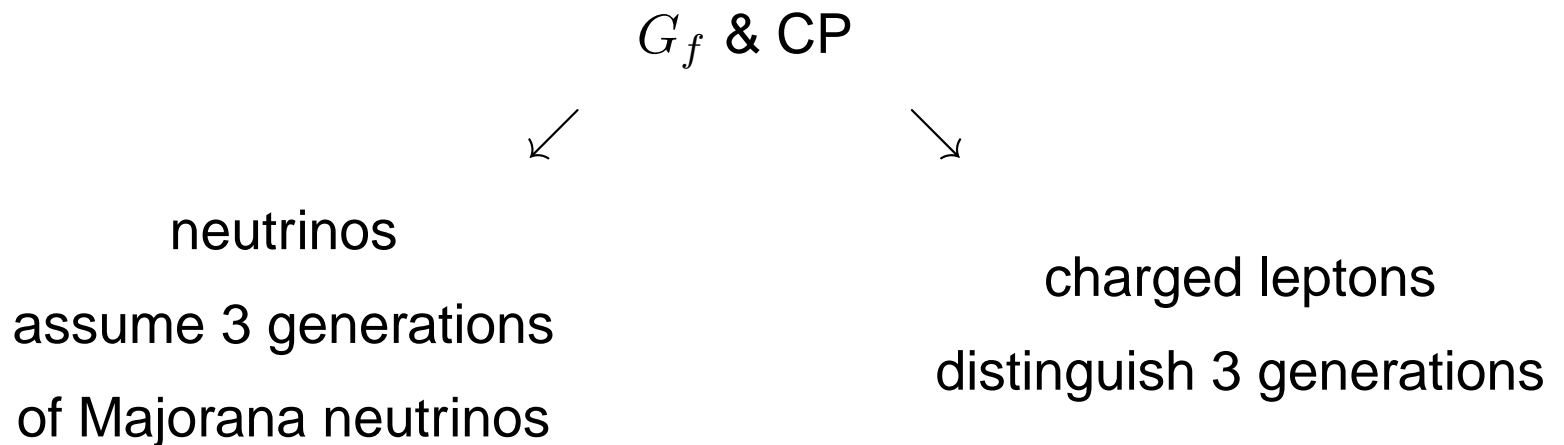 G_f & CP
↙ ↘
neutrinos
assume 3 generations
of Majorana neutrinos
charged leptons
distinguish 3 generations